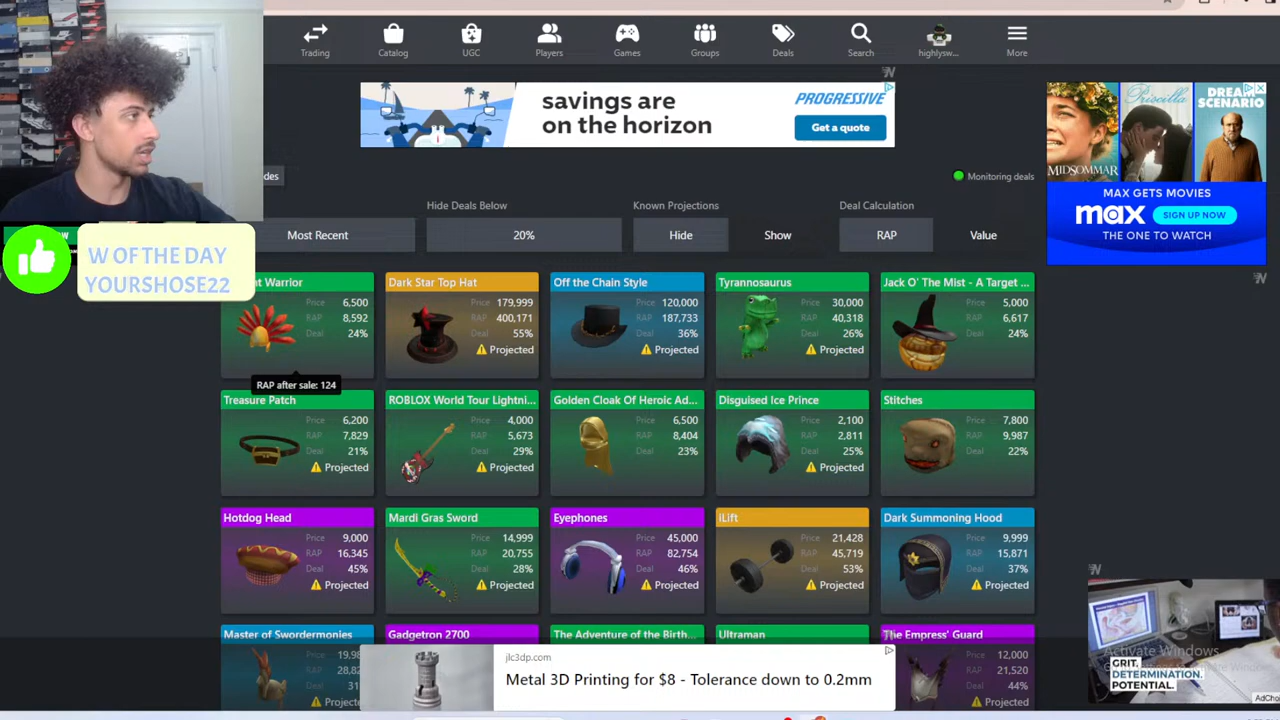 Trading
Catalog
UGC
Players
Games
Groups
Deals
Search
highlysw...
More
savings are
on the horizon
PROGRESSIVE
Get a quote
MIDSOMMAR
Priscilla
DREAM
SCENARIO
MAX GETS MOVIES
max
SIGN UP NOW
THE ONE TO WATCH
des
Monitoring deals
Hide Deals Below
Known Projections
Deal Calculation
Most Recent
20%
Hide
Show
RAP
Value
W OF THE DAY
YOURSHOSE22
Warrior
Price 6,500
RAP 8,592
Deal 24%
Dark Star Top Hat
Price 179,999
RAP 400,171
Deal 55%
Projected
Off the Chain Style
Price 120,000
RAP 187,733
Deal 36%
Projected
Tyrannosaurus
Price 30,000
RAP 40,318
Deal 26%
Projected
Jack O' The Mist - A Target ...
Price 5,000
RAP 6,617
Deal 24%
RAP after sale: 124
Treasure Patch
Price 6,200
RAP 7,829
Deal 21%
Projected
ROBLOX World Tour Lightni...
Price 4,000
RAP 5,673
Deal 29%
Projected
Golden Cloak Of Heroic Ad...
Price 6,500
RAP 8,404
Deal 23%
Disguised Ice Prince
Price 2,100
RAP 2,811
Deal 25%
Projected
Stitches
Price 7,800
RAP 9,987
Deal 22%
Hotdog Head
Price 9,000
RAP 16,345
Deal 45%
Projected
Mardi Gras Sword
Price 14,999
RAP 20,755
Deal 28%
Projected
Eyephones
Price 45,000
RAP 82,754
Deal 46%
Projected
ILift
Price 21,428
RAP 45,719
Deal 53%
Projected
Dark Summoning Hood
Price 9,999
RAP 15,871
Deal 37%
Projected
Master of Swordermonies
Price 19,98
RAP 28,82
Deal 31
Gadgetron 2700
The Adventure of the Birth...
Ultraman
The Empress' Guard
Price 12,000
RAP 21,520
Deal 44%
Projected
jlc3dp.com
Metal 3D Printing for $8 - Tolerance down to 0.2mm
Activate Windows
GRIT.
DETERMINATION.
POTENTIAL.
AdChoi